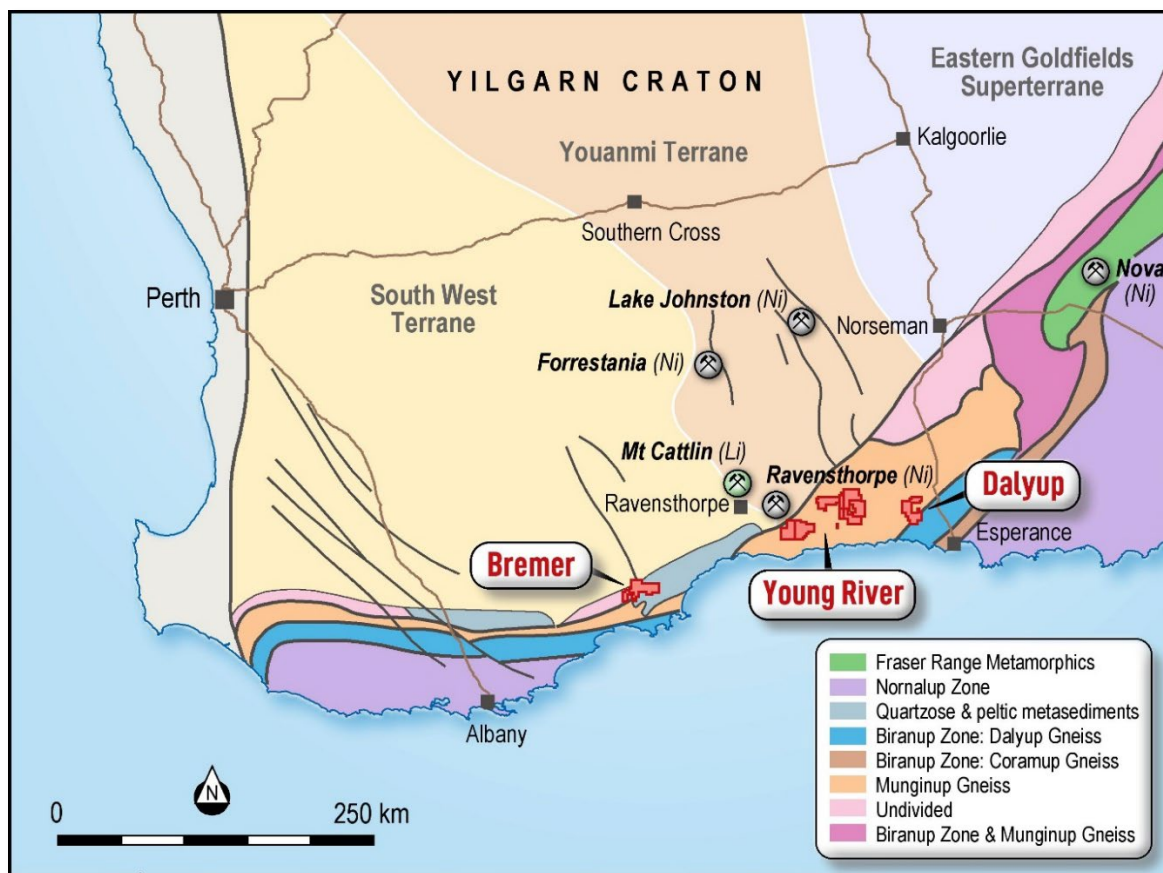 YILGARN CRATON
Eastern Goldfields
Superterrane
Kalgoorlie
Youanmi Terrane
Southern Cross
Perth
South West
Terrane
Lake Johnston (Ni)
Norseman
Nova
(Ni)
Forrestania (Ni)
Mt Cattlin (Li)
Ravensthorpe (Ni)
Ravensthorpe
Dalyup
Esperance
Bremer
Young River
Albany
Fraser Range Metamorphics
Nornalup Zone
Quartzose & peltic metasediments
Biranup Zone: Dalyup Gneiss
Biranup Zone: Coramup Gneiss
Munginup Gneiss
Undivided
Biranup Zone & Munginup Gneiss
N
0 250 km